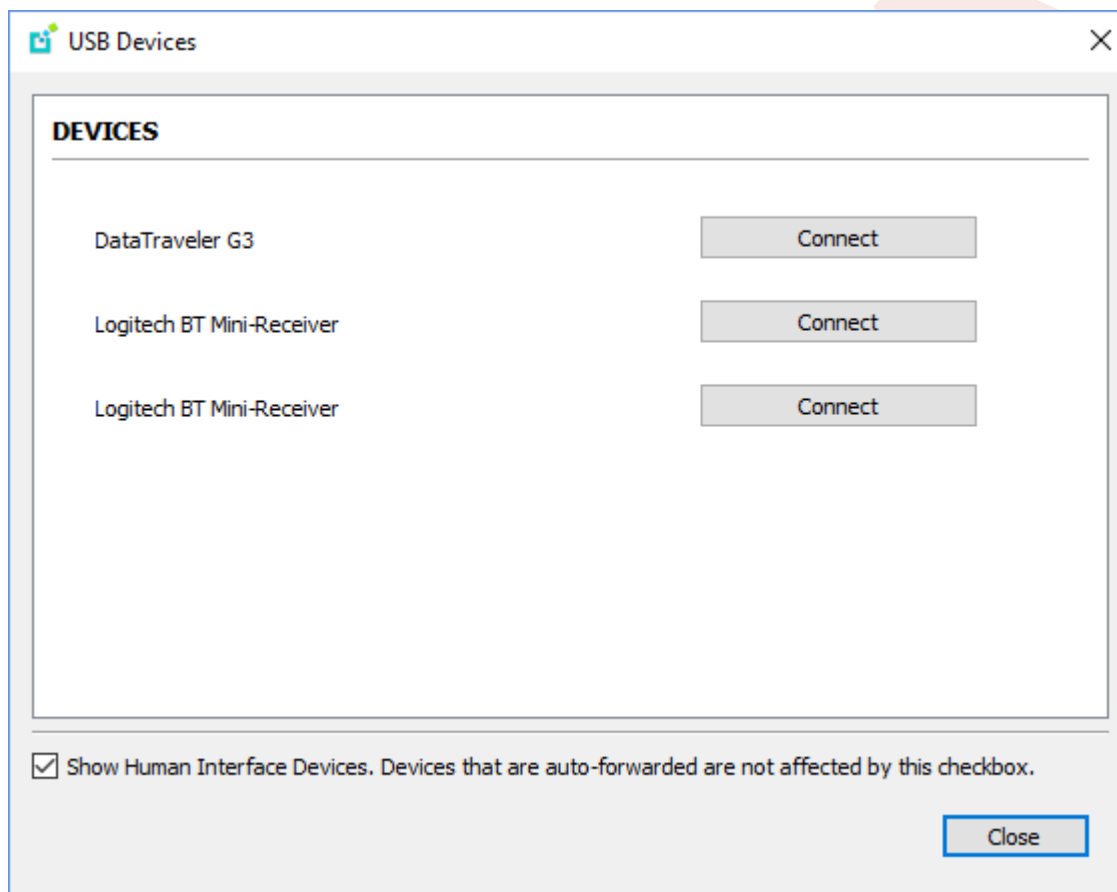 USB Devices
DEVICES
DataTraveler G3 Connect
Logitech BT Mini-Receiver Connect
Logitech BT Mini-Receiver Connect
Show Human Interface Devices. Devices that are auto-forwarded are not affected by this checkbox.
Close